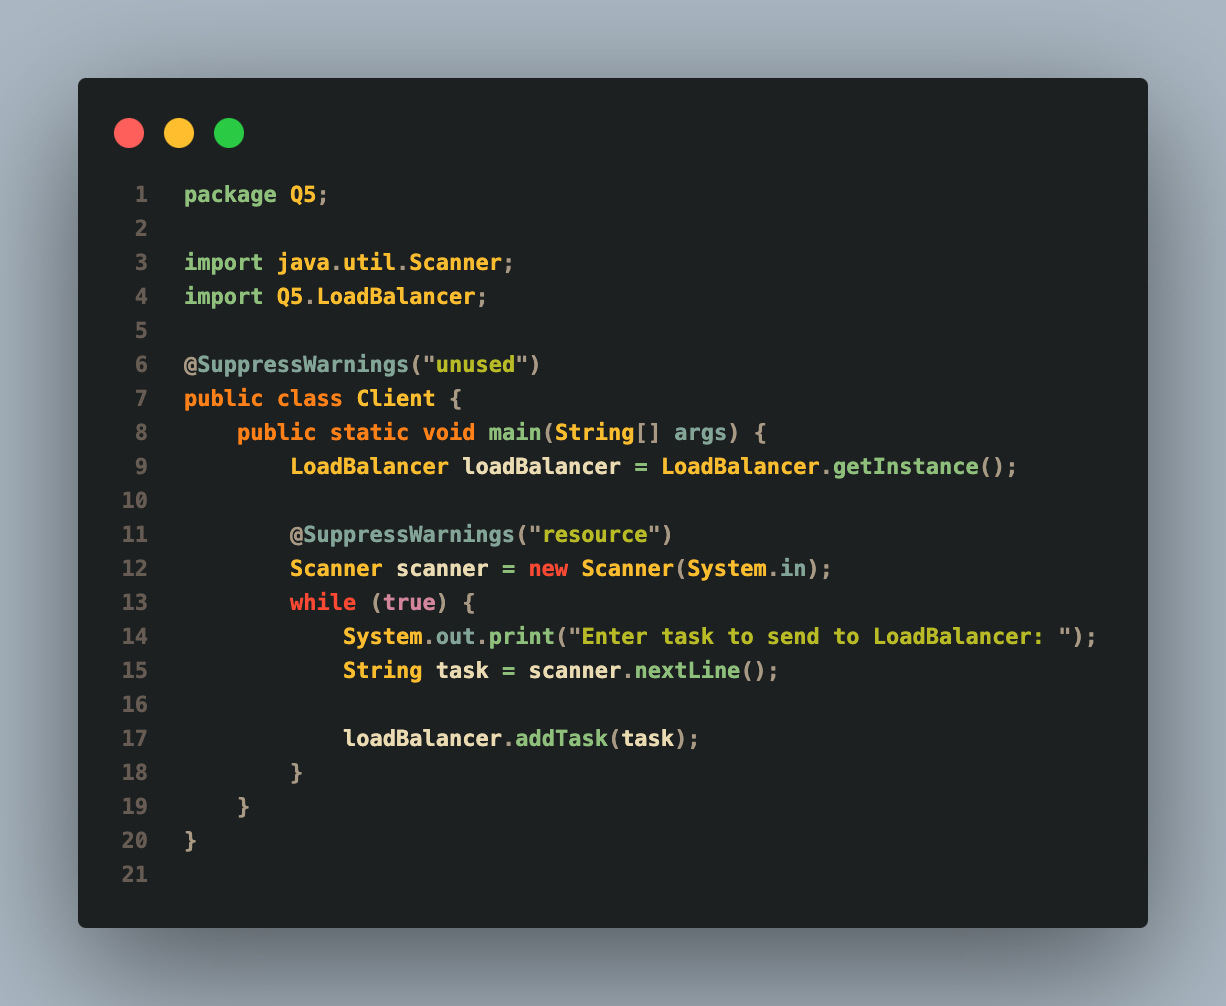 1 package Q5;
2
3 import java.util.Scanner;
4 import Q5.LoadBalancer;
5
6 @SuppressWarnings("unused")
7 public class Client {
8     public static void main(String[] args) {
9         LoadBalancer loadBalancer = LoadBalancer.getInstance();
10
11         @SuppressWarnings("resource")
12         Scanner scanner = new Scanner(System.in);
13         while (true) {
14             System.out.print("Enter task to send to LoadBalancer: ");
15             String task = scanner.nextLine();
16
17             loadBalancer.addTask(task);
18         }
19     }
20 }
21